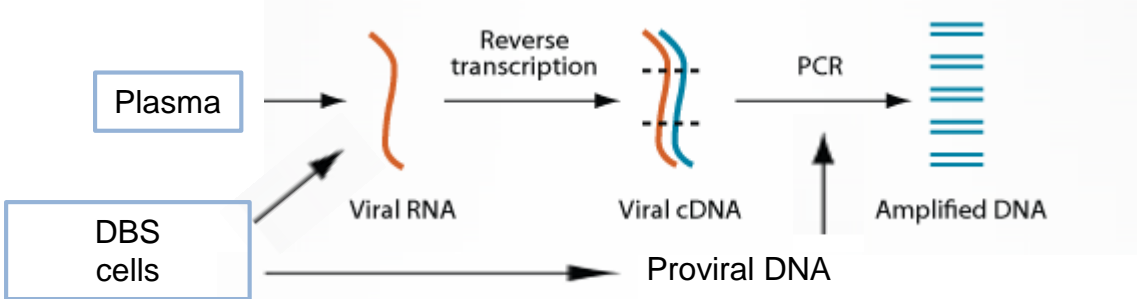 Reverse
transcription
PCR
Plasma
Viral RNA
Viral cDNA
Amplified DNA
DBS
cells
Proviral DNA